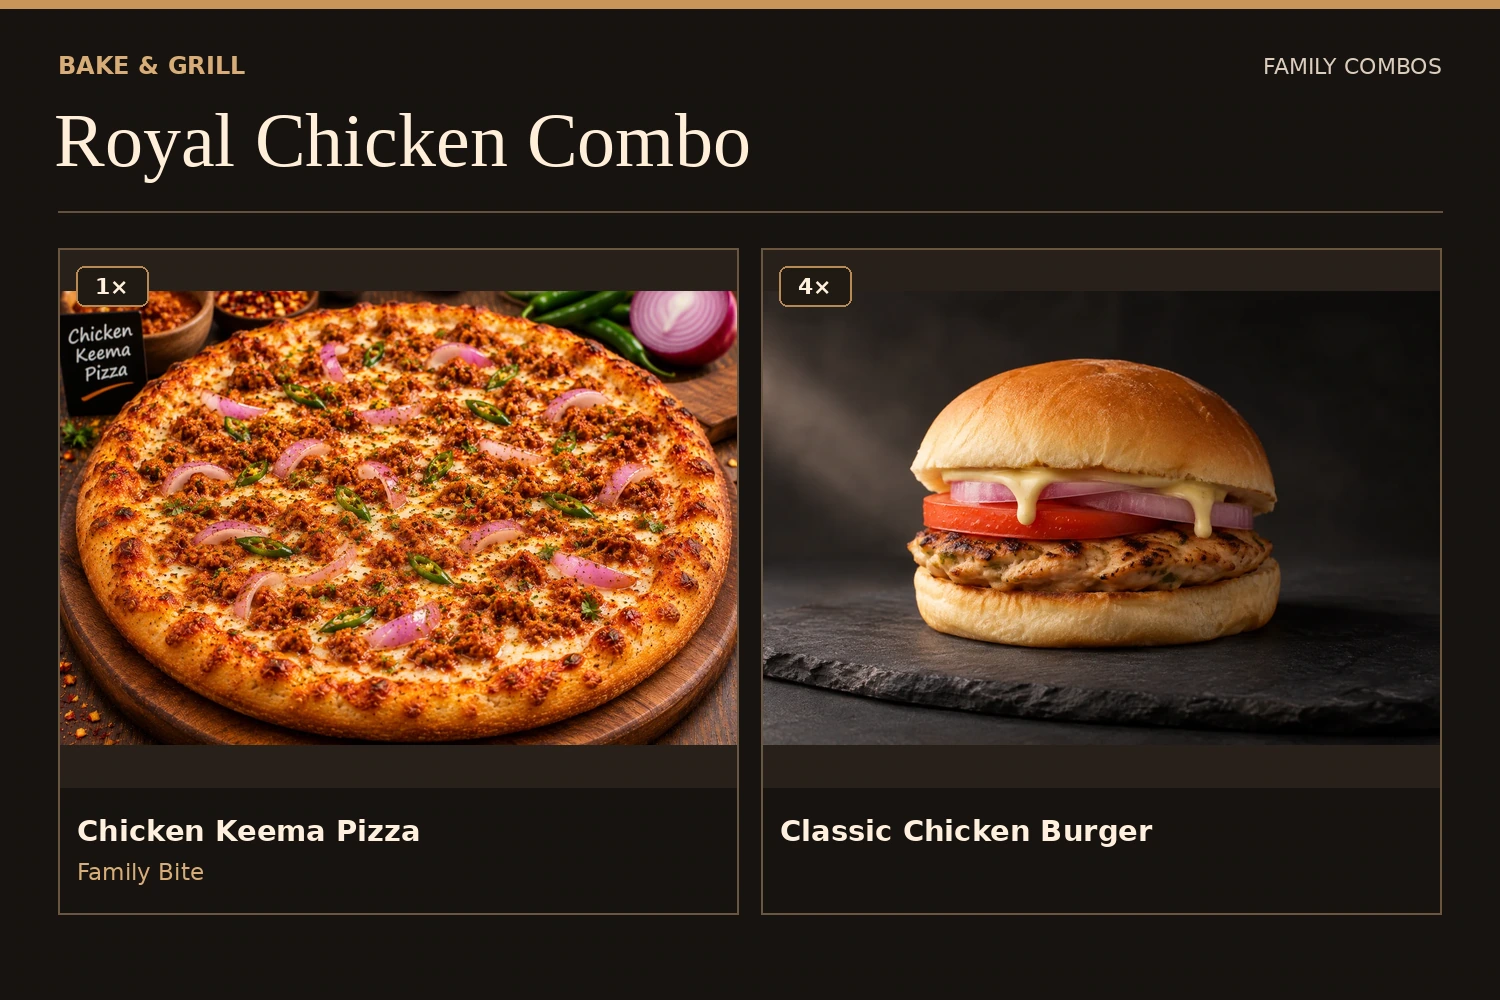 BAKE & GRILL
FAMILY COMBOS
Royal Chicken Combo
1×
Chicken
Keema
Pizza
4×
Chicken Keema Pizza
Family Bite
Classic Chicken Burger